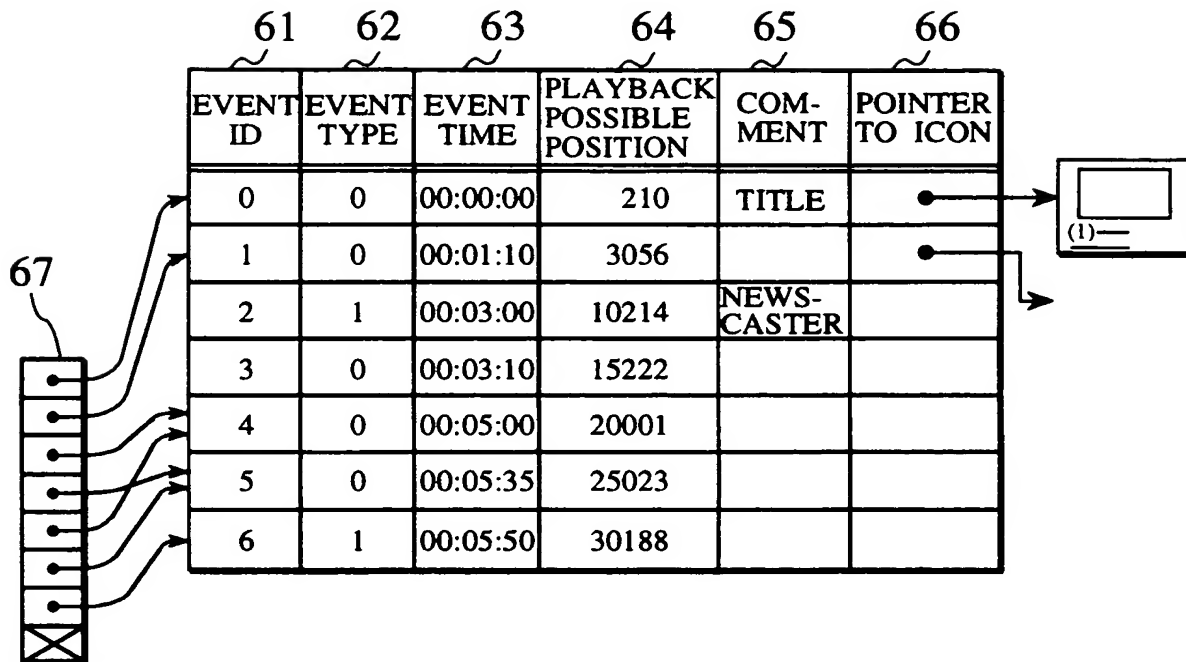 61 62 63 64 65 66
EVENT ID EVENT TYPE EVENT TIME PLAYBACK POSSIBLE POSITION COM- MENT POINTER TO ICON
0 0 00:00:00 210 TITLE
(1)
1 0 00:01:10 3056
67
2 1 00:03:00 10214 NEWS- CASTER
3 0 00:03:10 15222
4 0 00:05:00 20001
5 0 00:05:35 25023
6 1 00:05:50 30188